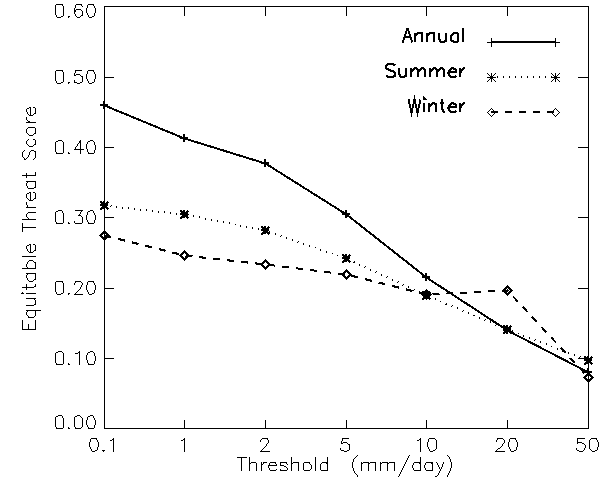 0.60
0.50
0.40
0.30
0.20
0.10
0.00
Equitable Threat Score
Annual
Summer
Winter
0.1 1 2 5 10 20 50
Threshold (mm/day)